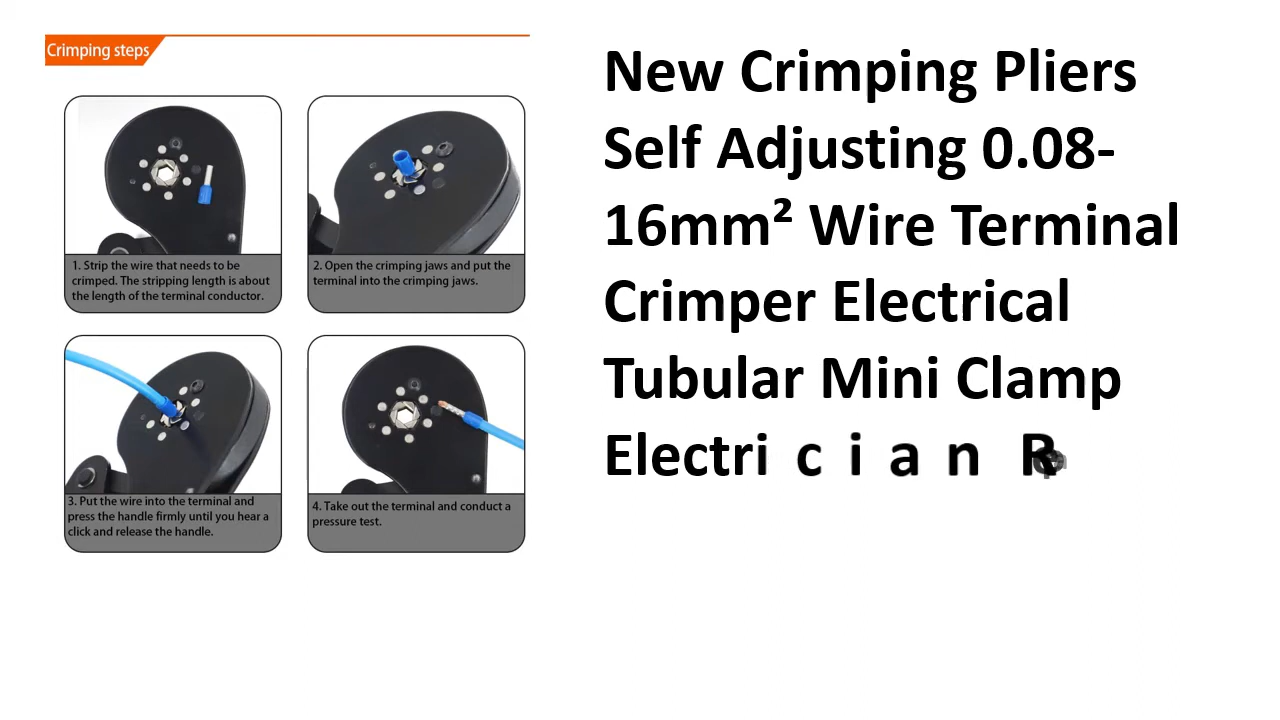 Crimping steps
1. Strip the wire that needs to be
crimped. The stripping length is about
the length of the terminal conductor.
2. Open the crimping jaws and put the
terminal into the crimping jaws.
3. Put the wire into the terminal and
press the handle firmly until you hear a
click and release the handle.
4. Take out the terminal and conduct a
pressure test.
New Crimping Pliers
Self Adjusting 0.08-
16mm² Wire Terminal
Crimper Electrical
Tubular Mini Clamp
Electrician